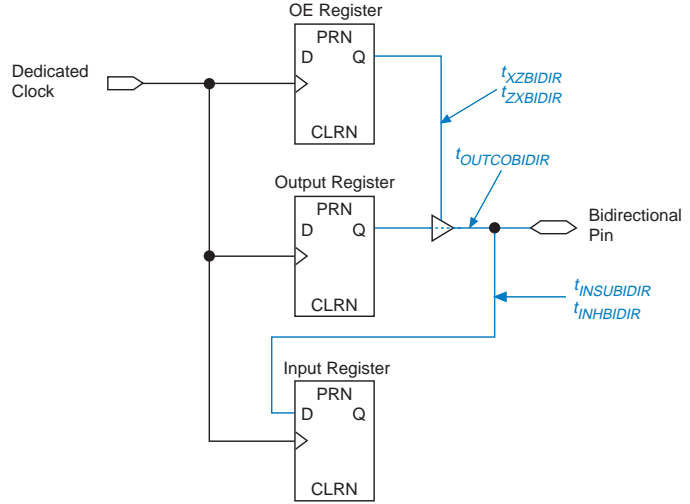 OE Register
PRN
D Q
CLRN
Dedicated
Clock
tXZBIDIR
tZXBIDIR
tOUTCOBIDIR
Output Register
PRN
D Q
CLRN
Bidirectional
Pin
tINSUBIDIR
tINHBIDIR
Input Register
PRN
D Q
CLRN